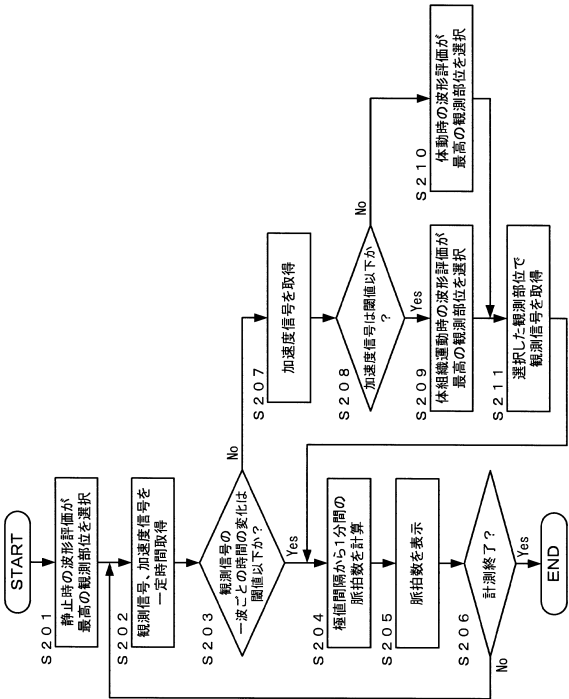 START
S201
静止時の波形評価が
最高の観測部位を選択
S202
観測信号、加速度信号を
一定時間取得
S203
観測信号の
一波ごとの時間の変化は
閾値以下か?
No
Yes
S204
極値間隔から1分間の
脈拍数を計算
S205
脈拍数を表示
S206
計測終了?
No
Yes
END
S207
加速度信号を取得
S208
加速度信号は閾値以下か
?
No
Yes
S209
体組織運動時の波形評価が
最高の観測部位を選択
S210
体動時の波形評価が
最高の観測部位を選択
S211
選択した観測部位で
観測信号を取得